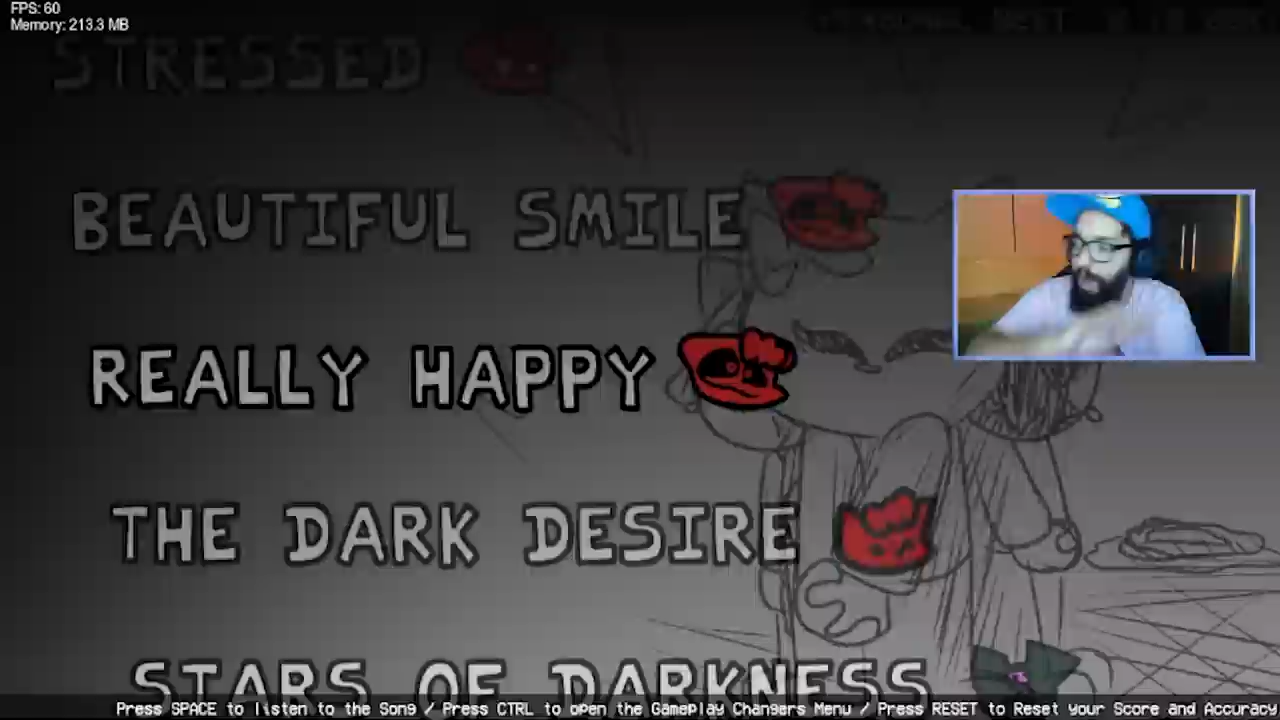 FPS: 60
Memory: 213.3 MB
PERSONAL BEST:
STRESSED
BEAUTIFUL SMILE
REALLY HAPPY
THE DARK DESIRE
STARS OF DARKNESS
Press SPACE to listen to the Song / Press CTRL to open the Gameplay Changers Menu / Press RESET to Reset your Score and Accuracy